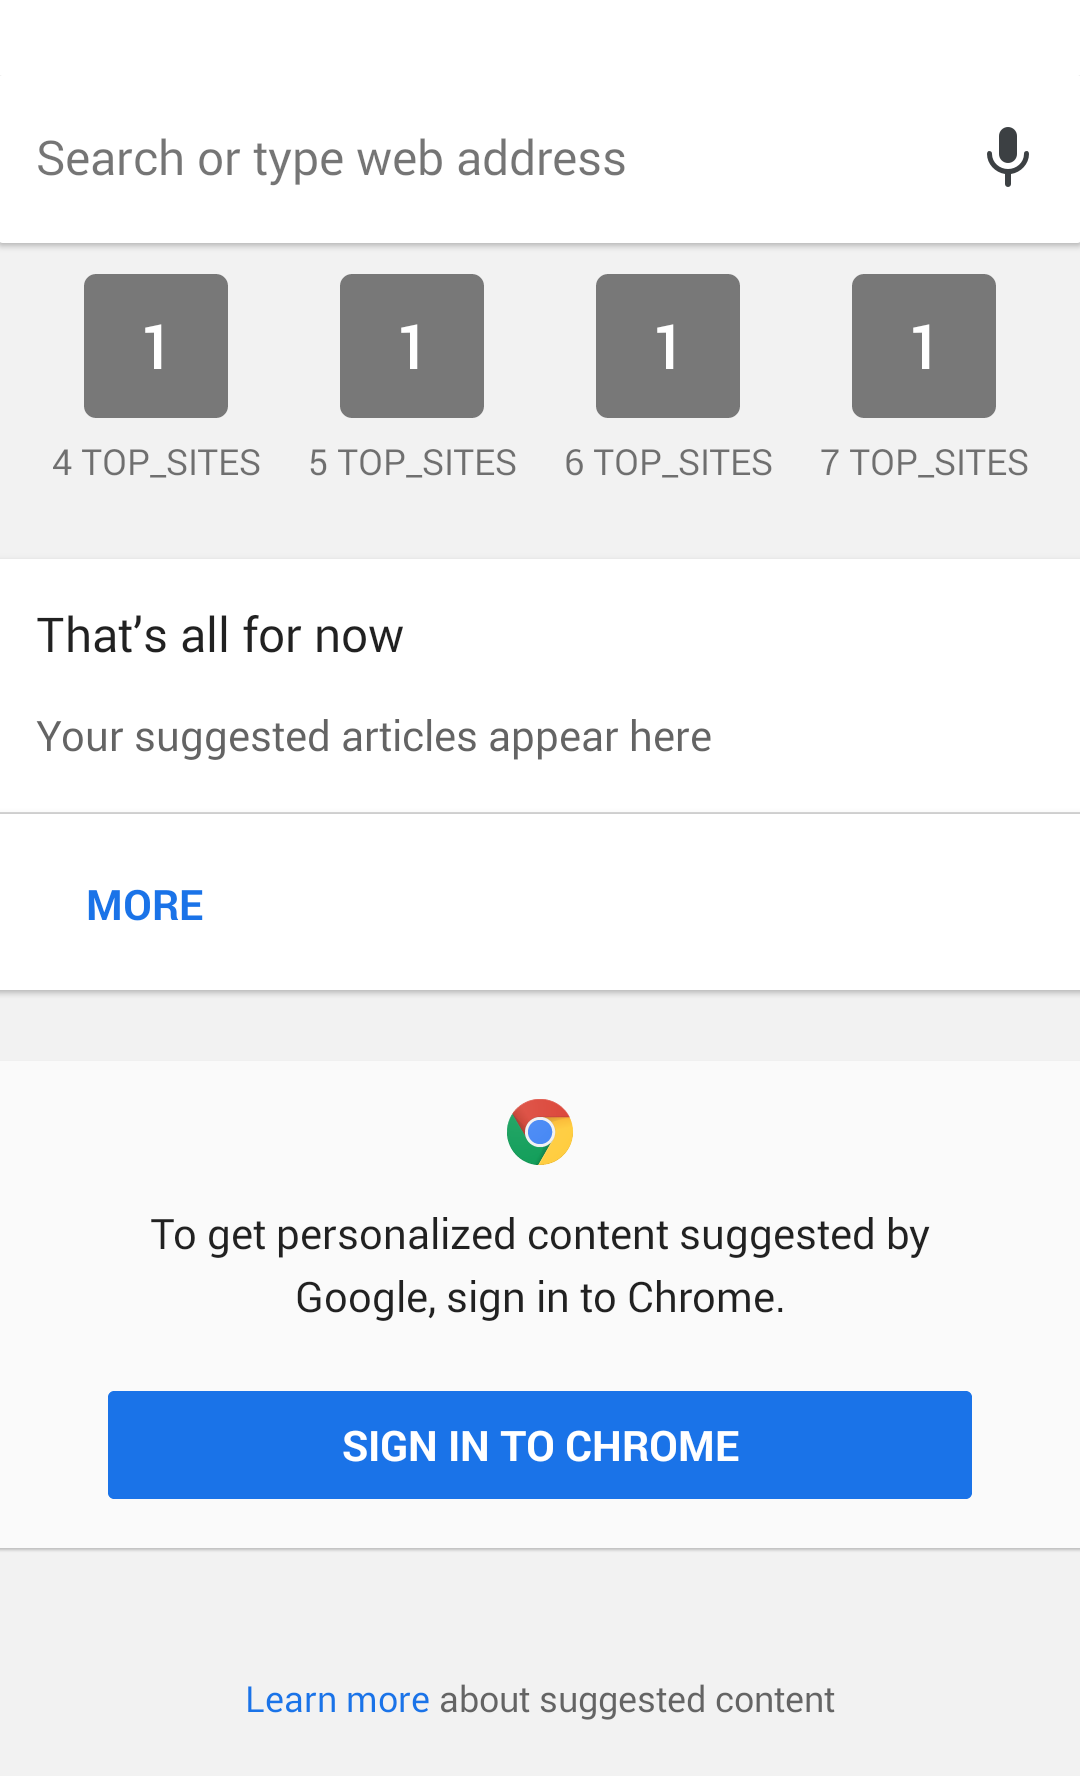 Search or type web address
1 1 1 1
4 TOP_SITES 5 TOP_SITES 6 TOP_SITES 7 TOP_SITES
That’s all for now
Your suggested articles appear here
MORE
To get personalized content suggested by
Google, sign in to Chrome.
SIGN IN TO CHROME
Learn more about suggested content